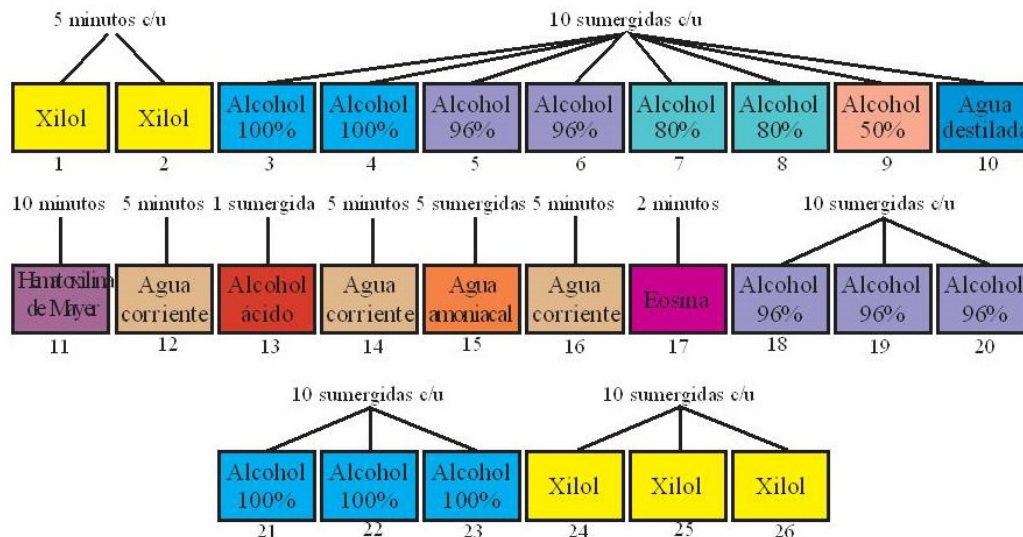 5 minutos c/u
10 sumergidas c/u
Xilol
Xilol
Alcohol
100%
Alcohol
100%
Alcohol
96%
Alcohol
96%
Alcohol
80%
Alcohol
80%
Alcohol
50%
Agua
destilada
1
2
3
4
5
6
7
8
9
10
10 minutos
5 minutos
1 sumergida
5 minutos
5 sumergidas
5 minutos
2 minutos
10 sumergidas c/u
Hematoxilina
de Mayer
Agua
corriente
Alcohol
ácido
Agua
corriente
Agua
amoniacal
Agua
corriente
Eosina
Alcohol
96%
Alcohol
96%
Alcohol
96%
11
12
13
14
15
16
17
18
19
20
10 sumergidas c/u
10 sumergidas c/u
Alcohol
100%
Alcohol
100%
Alcohol
100%
Xilol
Xilol
Xilol
21
22
23
24
25
26